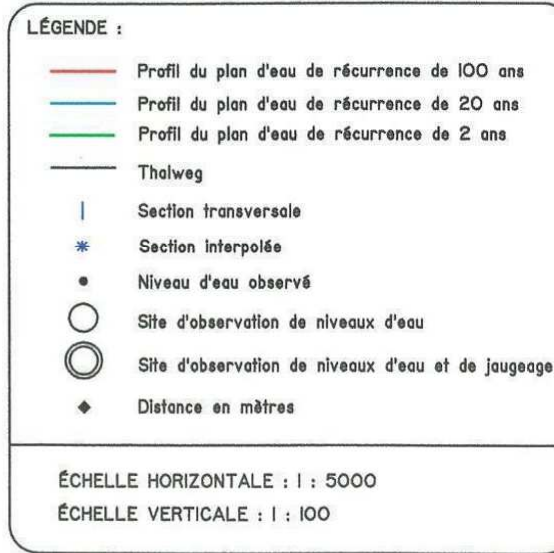 LÉGENDE :
Profil du plan d'eau de récurrence de 100 ans
Profil du plan d'eau de récurrence de 20 ans
Profil du plan d'eau de récurrence de 2 ans
Thalweg
Section transversale
Section interpolée
Niveau d'eau observé
Site d'observation de niveaux d'eau
Site d'observation de niveaux d'eau et de jaugeage
Distance en mètres
ÉCHELLE HORIZONTALE : 1 : 5000
ÉCHELLE VERTICALE : 1 : 100